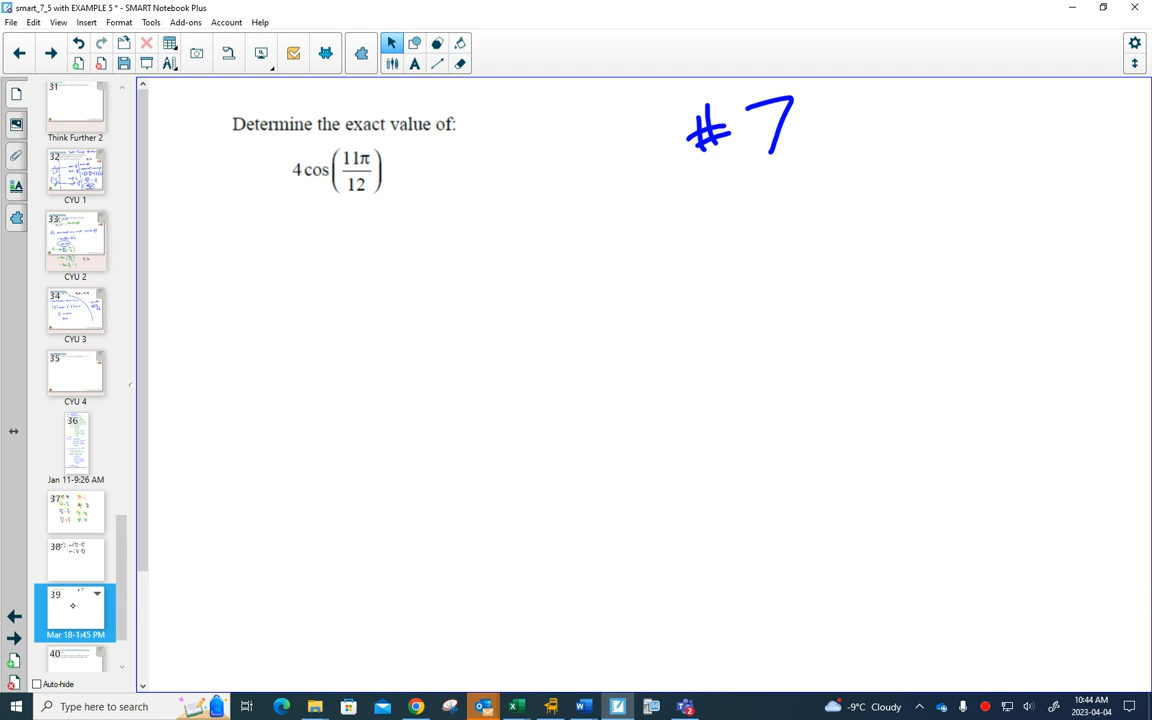 smart_7_5 with EXAMPLE 5 * - SMART Notebook Plus
File Edit View Insert Format Tools Add-ons Account Help
Determine the exact value of:
4 cos(11π/12)
# 7
31
Think Further 2
32
CYU 1
33
CYU 2
34
CYU 3
35
CYU 4
36
Jan 11-9:26 AM
37
38
39
Mar 18-1:45 PM
40
Auto-hide
Type here to search
-9°C Cloudy
10:44 AM
2023-04-04